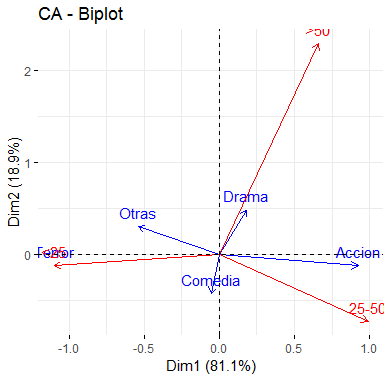 CA - Biplot
>50
2
Drama
Otras
1
Terror
<25
0
Accion
Comedia
25-50
-1.0
-0.5
0.0
0.5
1.0
Dim1 (81.1%)
Dim2 (18.9%)